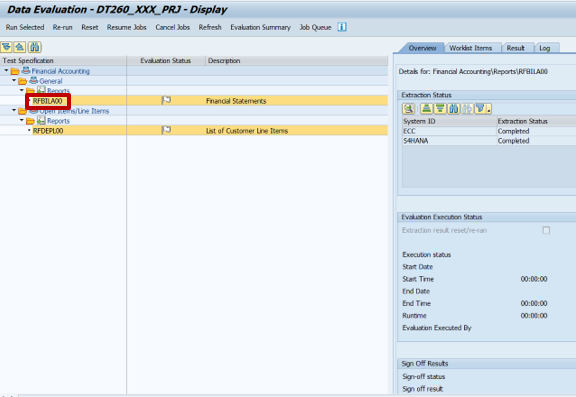 Data Evaluation - DT260_XXX_PRJ - Display
Run Selected Re-run Reset Resume Jobs Cancel Jobs Refresh Evaluation Summary Job Queue
Test Specification Evaluation Status Description
Financial Accounting
General
Reports
RFBILA00 Financial Statements
Open Items/Line Items
Reports
RFDEPL00 List of Customer Line Items
Overview Worklist Items Result Log
Details for: Financial Accounting\Reports\RFBILA00
Extraction Status
System ID Extraction Status
ECC Completed
S4HANA Completed
Evaluation Execution Status
Extraction result reset/re-ran
Execution status
Start Date
Start Time 00:00:00
End Date
End Time 00:00:00
Runtime 00:00:00
Evaluation Executed By
Sign Off Results
Sign-off status
Sign off result